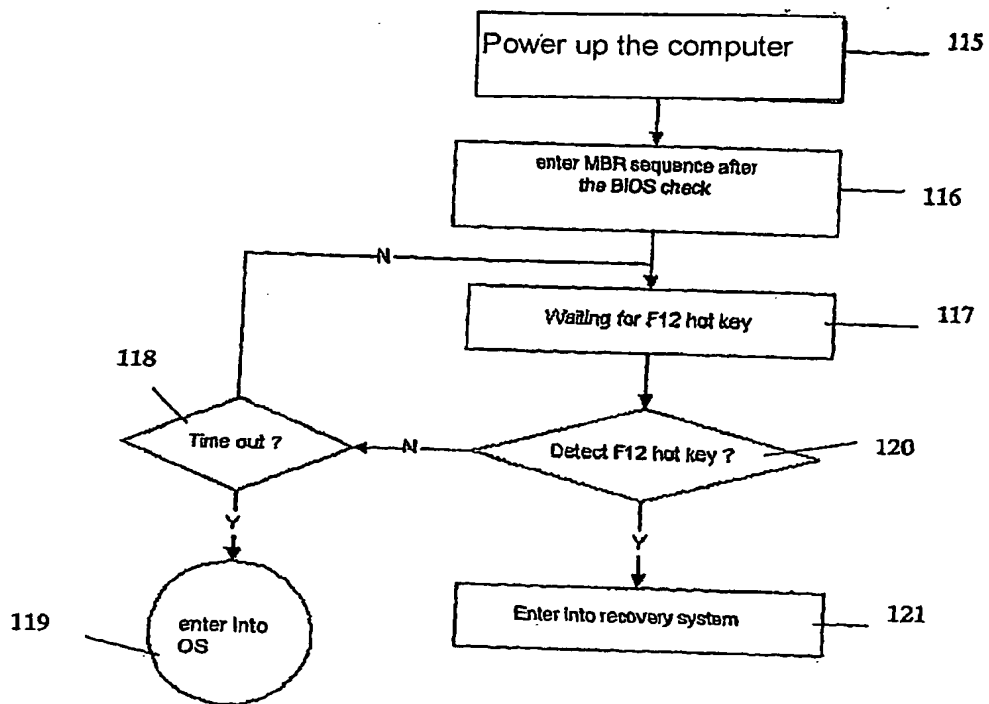 Power up the computer
115
enter MBR sequence after
the BIOS check
116
N
Waiting for F12 hot key
117
118
Time out ?
N
Detect F12 hot key ?
120
Y
Y
119
enter into
OS
Enter into recovery system
121